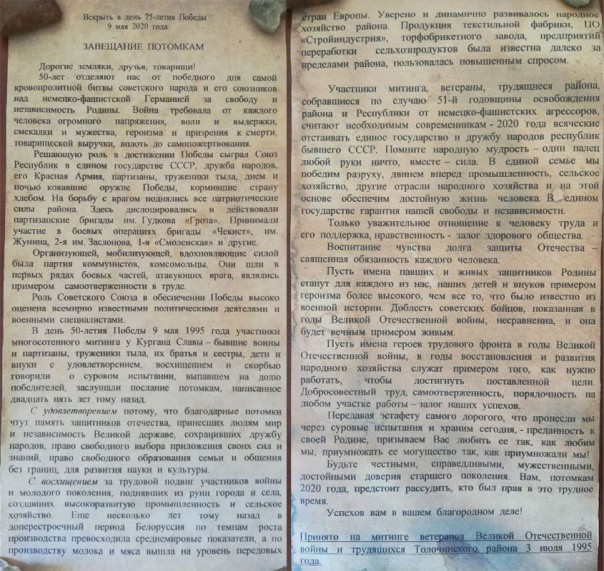 Вскрыть в день 75-летия Победы
9 мая 2020 года
ЗАВЕЩАНИЕ ПОТОМКАМ
Дорогие земляки, друзья, товарищи!
50-лет отделяют нас от победного дня самой
кровопролитной битвы советского народа и его союзников
над немецко-фашистской Германией за свободу и
независимость Родины. Война требовала от каждого
человека огромного напряжения, воли и выдержки,
смекалки и мужества, героизма и призрения к смерти,
товарищеской выручки, вплоть до самопожертвования.
Решающую роль в достижении Победы сыграл Союз
Республик в едином государстве СССР, дружба народов,
его Красная Армия, партизаны, труженики тыла, днем и
ночью ковавшие оружие Победы, кормившие страну
хлебом. На борьбу с врагом поднялись все патриотические
силы района. Здесь дислоцировались и действовали
партизанские бригады им. Гудкова «Гроза». Принимали
участие в боевых операциях бригады “Чекист”, им.
Жунина, 2-я им. Заслонова, 1-я «Смоленская» и другие.
Организующей, мобилизующей, вдохновляющие силой
была партия коммунистов, комсомольцы. Они шли в
первых рядах боевых частей, атакующих врага, являлись
примером самоотверженности в труде.
Роль Советского Союза в обеспечении Победы высоко
оценена всемирно известными политическими деятелями и
военными специалистами.
В день 50-летия Победы 9 мая 1995 года участники
многосотенного митинга у Кургана Славы – бывшие воины
и партизаны, труженики тыла, их братья и сестры, дети и
внуки с удовлетворением, восхищением и скорбью
говорили о суровом испытании, выпавшем на долю
победителей, заслушали послание потомкам, написанное
двадцать пять лет тому назад.
С удовлетворением потому, что благодарные потомки
чтут память защитников отечества, принесших людям мир
и независимость Великой державе, сохраривших дружбу
народов, право свободного выбора приложения своих сил и
знаний, право свободного образования семьи и общения
без границ, для развития науки и культуры.
С восхищением за трудовой подвиг участников войны
и молодого поколения, поднявших из руин города и села,
создавших высокоразвитую промышленность и сельское
хозяйство. Еще несколько лет тому назад в
доперестроечный период Белоруссия по темпам роста
производства превосходила среднемировые показатели, а по
производству молока и мяса вышла на уровень передовых
стран Европы. Уверено и динамично развивалось народное
хозяйство района. Продукция текстильной фабрики, ПО
«Стройиндустрия», торфобрикетного завода, предприятий
переработки сельхозпродуктов была известна далеко за
пределами района, пользовалась повышенным спросом.
Участники митинга, ветераны, трудящиеся района,
собравшиеся по случаю 51-й годовщины освобождения
района и Республики от немецко-фашистских агрессоров,
считают необходимым современникам - 2020 года всяческие
отстаивать единое государство и дружбу народов республик
бывшего СССР. Помните народную мудрость – один палец
любой руки ничто, вместе – сила. В единой семье мы
победим разруху, двинем вперед промышленность, сельское
хозяйство, другие отрасли народного хозяйства и на этой
основе обеспечим достойную жизнь человека. В едином
государстве гарантия нашей свободы и независимости.
Только уважительное отношение к человеку труда и
его поддержка, нравственность - залог здорового общества. –
Воспитание чувства долга защиты Отечества –
священная обязанность каждого человека.
Пусть имена павших и живых защитников Родины
станут для каждого из нас, наших детей и внуков примером
героизма более высокого, чем все то, что было известно из
военной истории. Доблесть советских бойцов, показанная в
годы Великой Отечественной войны, несравненна, и она
будет вечным примером живым.
Пусть имена героев трудового фронта в годы Великой
Отечественной войны, в годы восстановления и развития
народного хозяйства служат примером того, как нужно
работать, чтобы достигнуть поставленной цели.
Добросовестный труд, самоотверженность, порядочность на
любом участке работы – залог наших успехов.
Передавая эстафету самого дорогого, что пронесли мы
через суровые испытания и храним сегодня, - преданность к
своей Родине, призываем Вас любить ее так, как любим
мы, приумножать ее могущество так, как приумножали мы!
Будьте честными, справедливыми, мужественными,
достойными доверия старшего поколения. Вам, потомкам
2020 года, предстоит рассудить, кто был прав в это трудное
время.
Успехов вам в вашем благородном деле!
Принято на митинге ветеранов Великой Отечественной
войны и трудящихся Толочинского района 3 июля 1995
года.